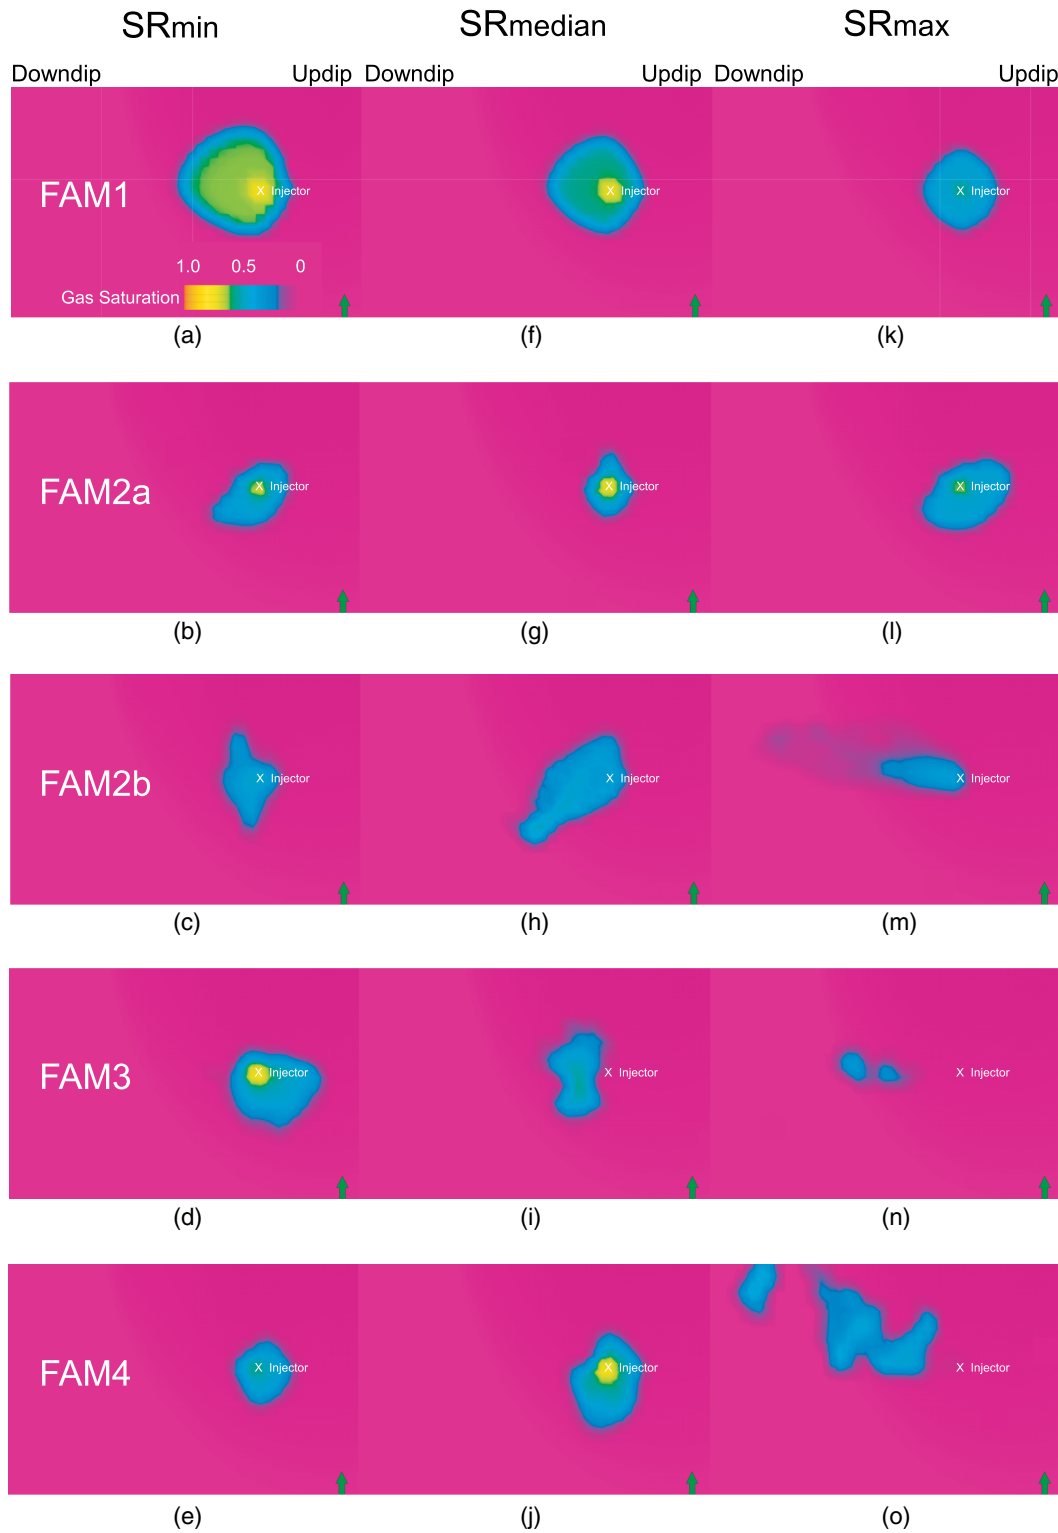 SRmin SRmedian SRmax
Downdip Updip Downdip Updip Downdip Updip
FAM1 X Injector X Injector X Injector
1.0 0.5 0
Gas Saturation
(a) (f) (k)
FAM2a X Injector X Injector X Injector
(b) (g) (l)
FAM2b X Injector X Injector X Injector
(c) (h) (m)
FAM3 X Injector X Injector X Injector
(d) (i) (n)
FAM4 X Injector X Injector X Injector
(e) (j) (o)